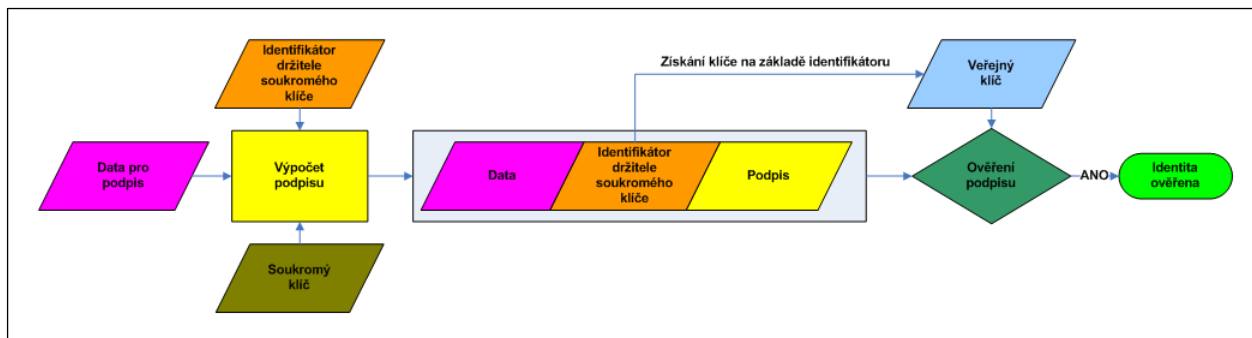 Identifikátor
držitele
soukromého
klíče
Data pro
podpis
Výpočet
podpisu
Soukromý
klíč
Data
Identifikátor
držitele
soukromého
klíče
Podpis
Získání klíče na základě identifikátoru
Veřejný
klíč
Ověření
podpisu
ANO
Identita
ověřena